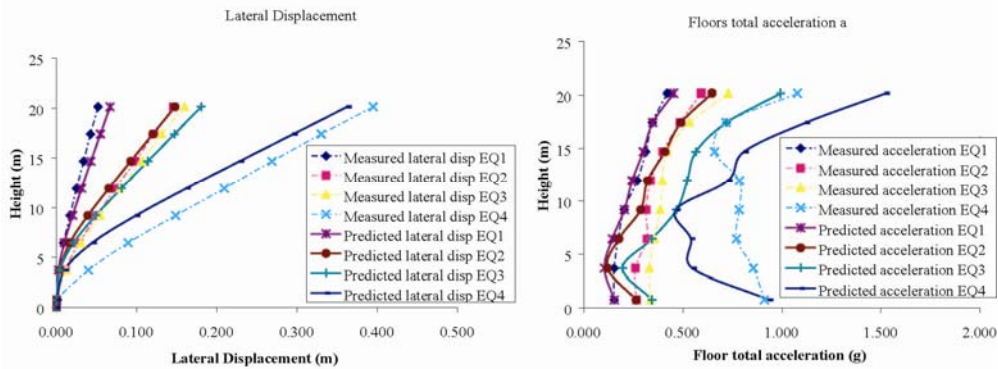 Lateral Displacement
25
20
15
10
5
0
Height (m)
0.000
0.100
0.200
0.300
0.400
0.500
Lateral Displacement (m)
Measured lateral disp EQ1
Measured lateral disp EQ2
Measured lateral disp EQ3
Measured lateral disp EQ4
Predicted lateral disp EQ1
Predicted lateral disp EQ2
Predicted lateral disp EQ3
Predicted lateral disp EQ4
Floors total acceleration a
25
20
15
10
5
0
Height (m)
0.000
0.500
1.000
1.500
2.000
Floor total acceleration (g)
Measured acceleration EQ1
Measured acceleration EQ2
Measured acceleration EQ3
Measured acceleration EQ4
Predicted acceleration EQ1
Predicted acceleration EQ2
Predicted acceleration EQ3
Predicted acceleration EQ4